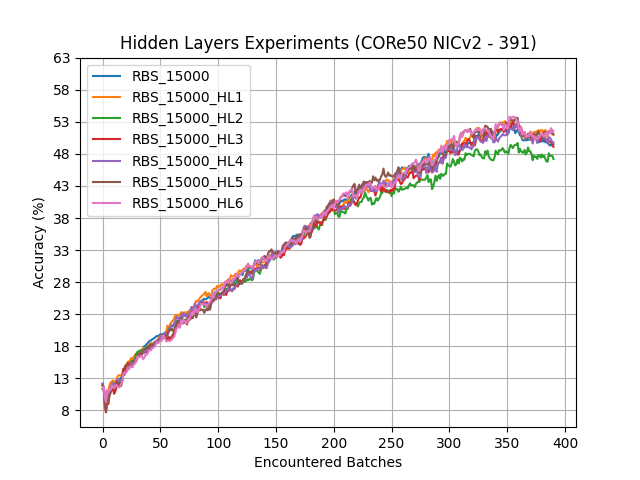 Hidden Layers Experiments (CORe50 NICv2 - 391)
RBS_15000
RBS_15000_HL1
RBS_15000_HL2
RBS_15000_HL3
RBS_15000_HL4
RBS_15000_HL5
RBS_15000_HL6
Accuracy (%)
63
58
53
48
43
38
33
28
23
18
13
8
0 50 100 150 200 250 300 350 400
Encountered Batches